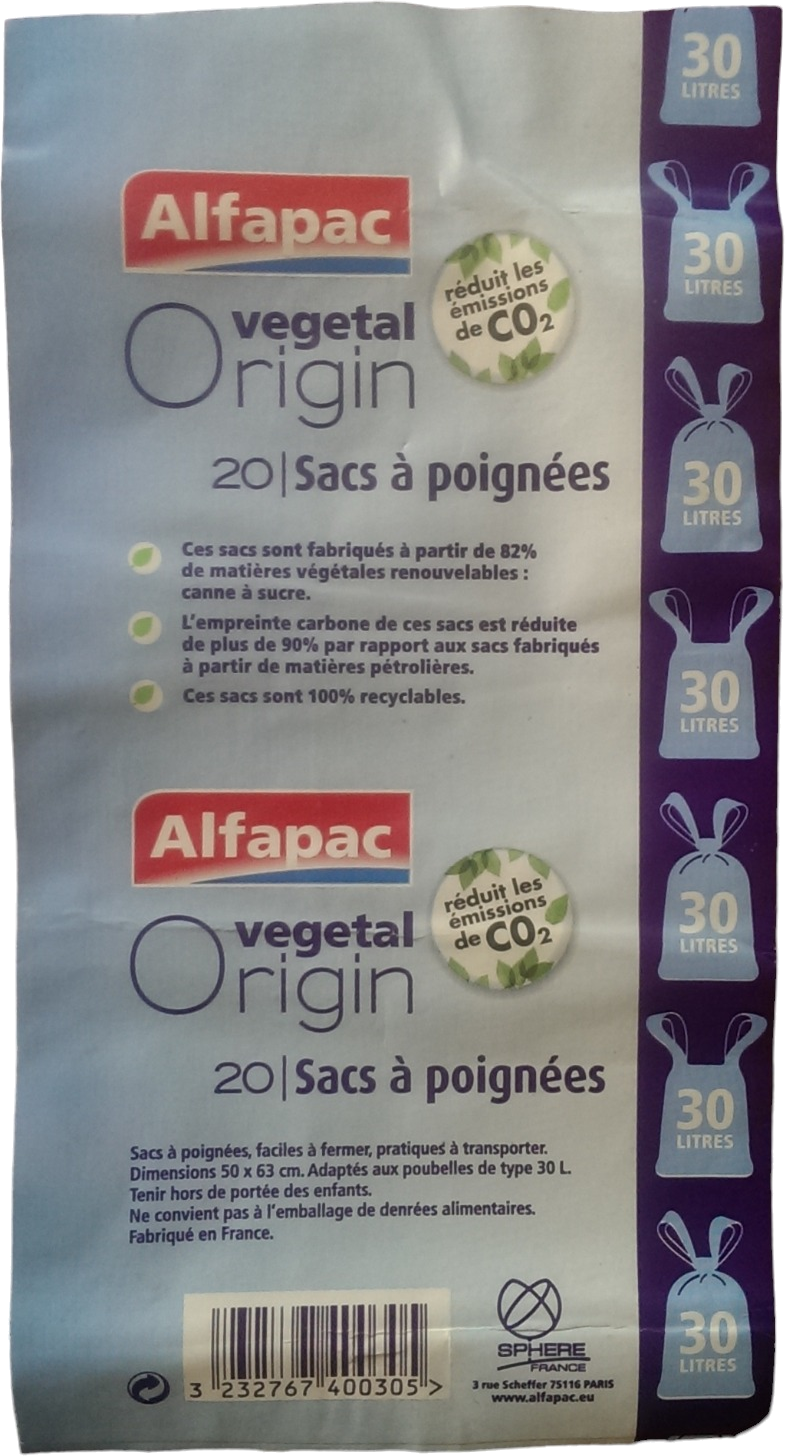 Alfapac
vegetal
Origin
réduit les
émissions
de CO2
20|Sacs à poignées
Ces sacs sont fabriqués à partir de 82%
de matières végétales renouvelables :
canne à sucre.
L'empreinte carbone de ces sacs est réduite
de plus de 90% par rapport aux sacs fabriqués
à partir de matières pétrolières.
Ces sacs sont 100% recyclables.
Alfapac
vegetal
Origin
réduit les
émissions
de CO2
20|Sacs à poignées
Sacs à poignées, faciles à fermer, pratiques à transporter.
Dimensions 50 x 63 cm. Adaptés aux poubelles de type 30 L.
Tenir hors de portée des enfants.
Ne convient pas à l'emballage de denrées alimentaires.
Fabriqué en France.
3 232767 400305 >
SPHERE
FRANCE
3 rue Scheffer 75116 PARIS
www.alfapac.eu
30
LITRES
30
LITRES
30
LITRES
30
LITRES
30
LITRES
30
LITRES
30
LITRES